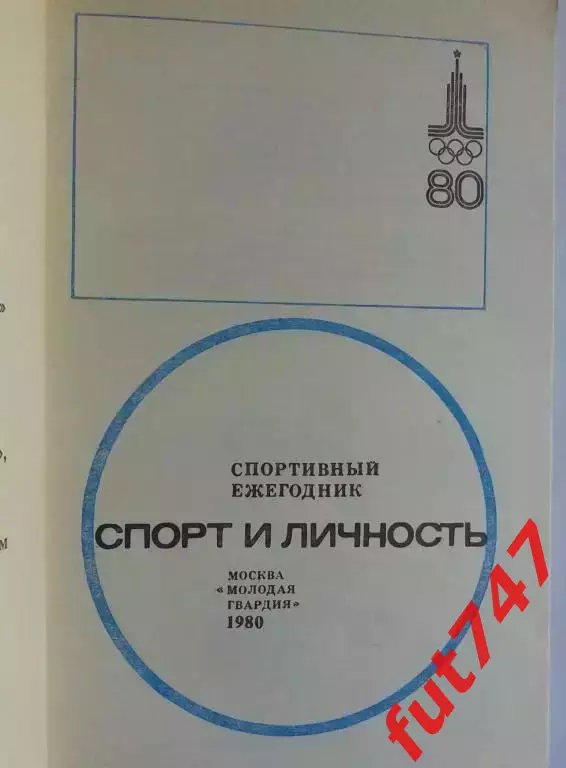 80
СПОРТИВНЫЙ
ЕЖЕГОДНИК
СПОРТ И ЛИЧНОСТЬ
МОСКВА
«МОЛОДАЯ
ГВАРДИЯ»
1980
fut747